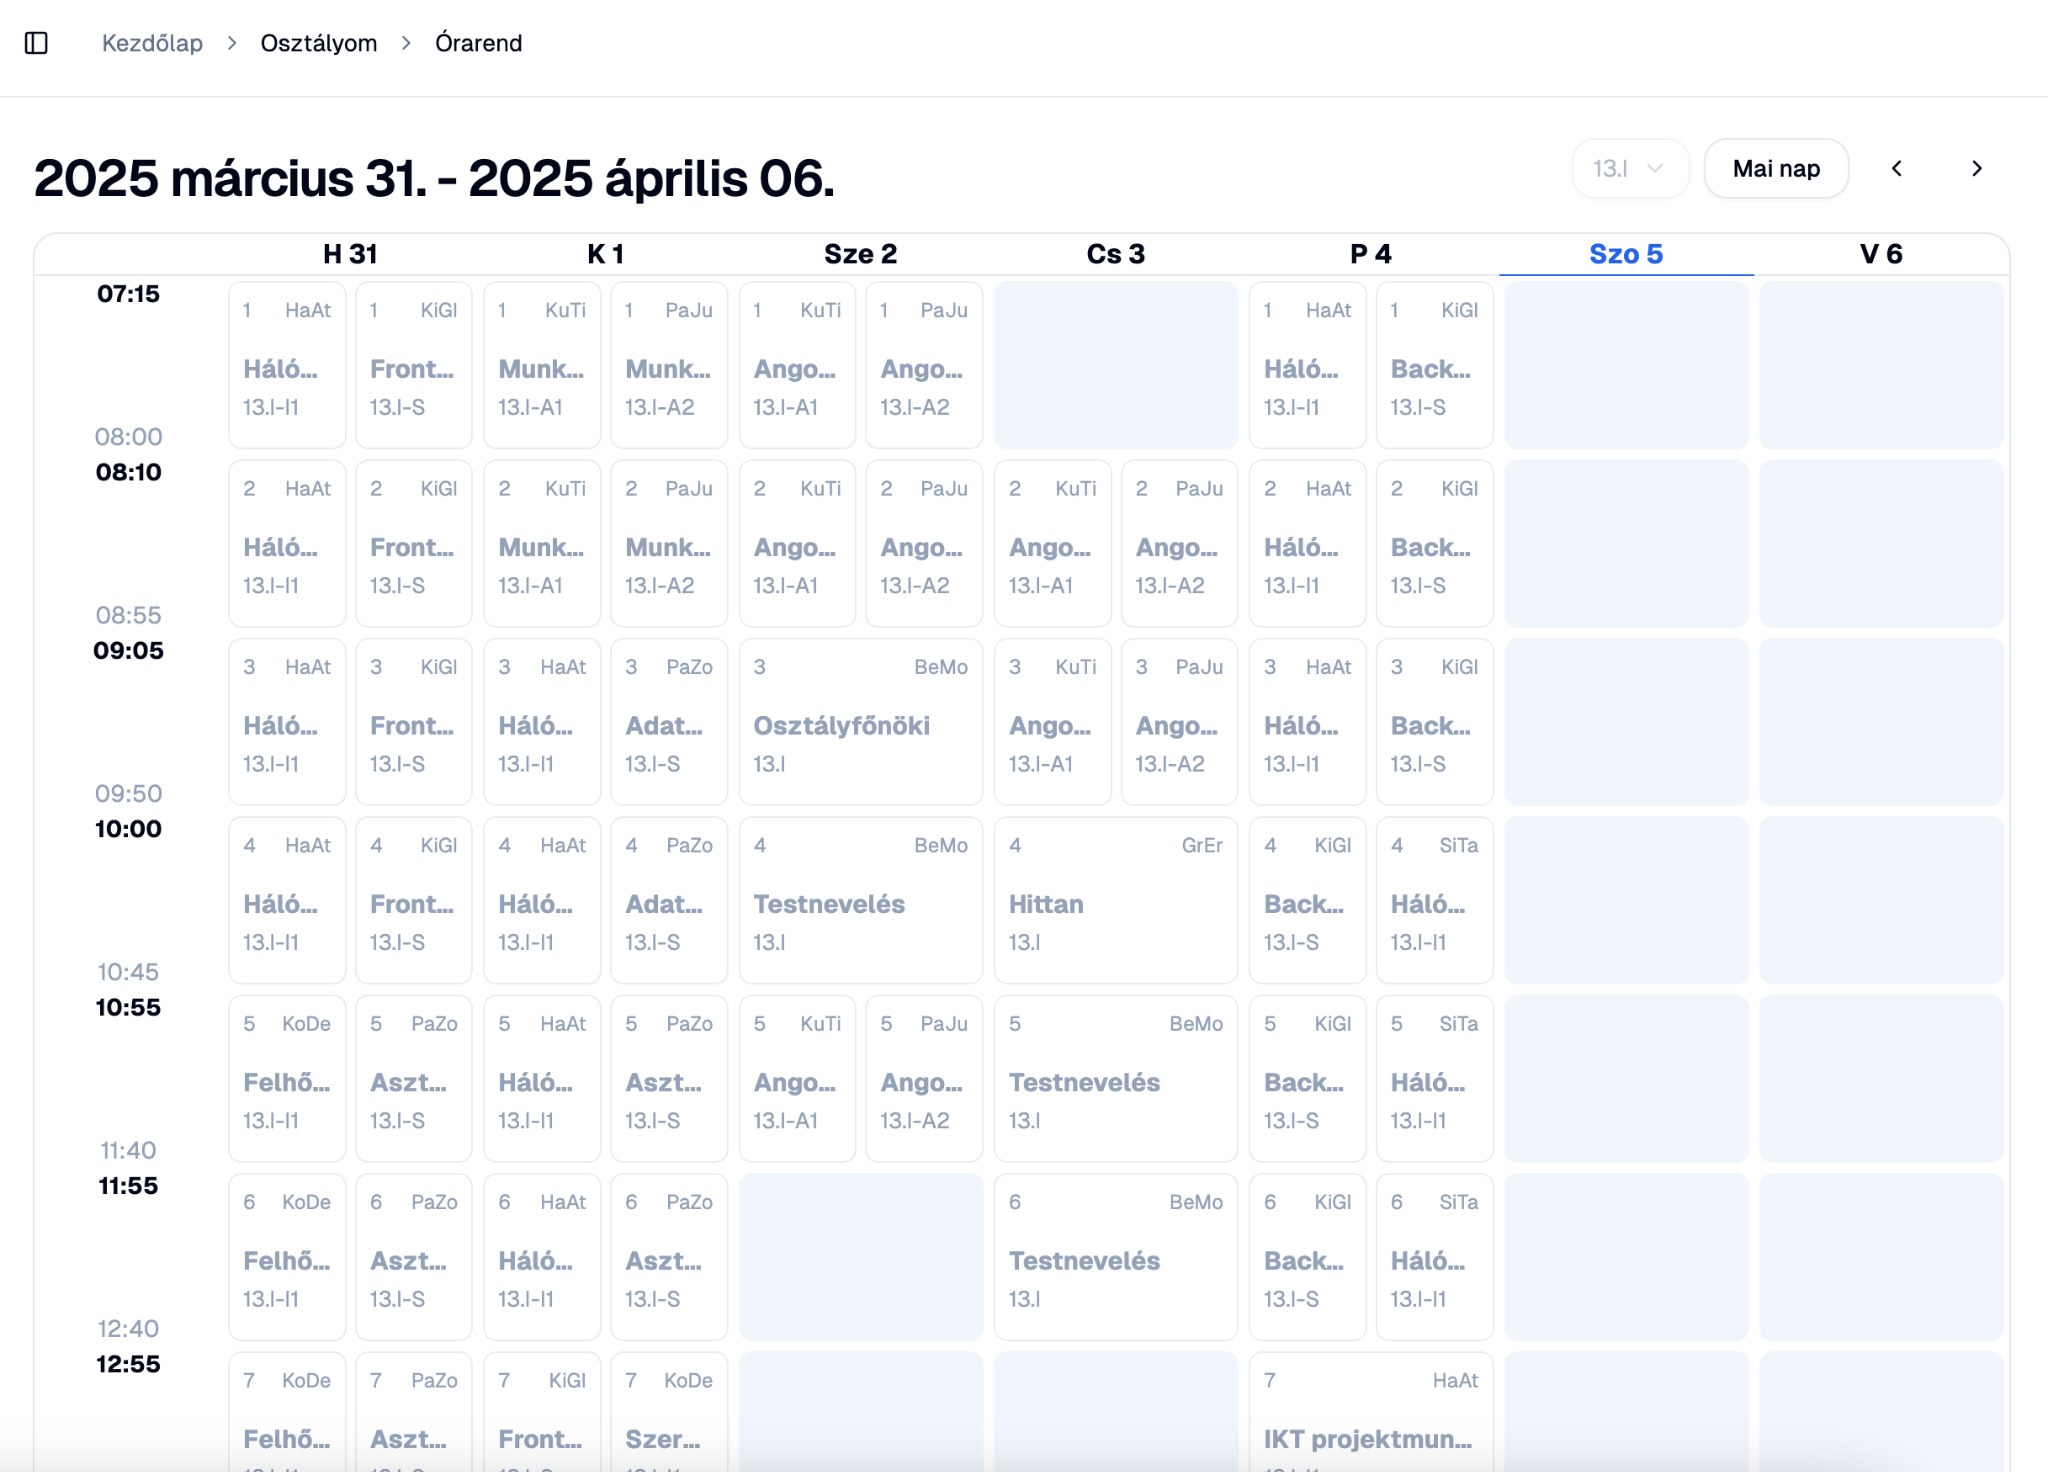 Kezdőlap > Osztályom > Órarend
2025 március 31. - 2025 április 06.
13.I
Mai nap
H 31 K 1 Sze 2 Cs 3 P 4 Szo 5 V 6
07:15
1 HaAt 1 KiGl 1 KuTi 1 PaJu 1 KuTi 1 PaJu 1 HaAt 1 KiGl
Háló... Front... Munk... Munk... Ango... Ango... Háló... Back...
13.I-I1 13.I-S 13.I-A1 13.I-A2 13.I-A1 13.I-A2 13.I-I1 13.I-S
08:00
08:10
2 HaAt 2 KiGl 2 KuTi 2 PaJu 2 KuTi 2 PaJu 2 KuTi 2 PaJu 2 HaAt 2 KiGl
Háló... Front... Munk... Munk... Ango... Ango... Ango... Ango... Háló... Back...
13.I-I1 13.I-S 13.I-A1 13.I-A2 13.I-A1 13.I-A2 13.I-A1 13.I-A2 13.I-I1 13.I-S
08:55
09:05
3 HaAt 3 KiGl 3 HaAt 3 PaZo 3 BeMo 3 KuTi 3 PaJu 3 HaAt 3 KiGl
Háló... Front... Háló... Adat... Osztályfőnöki Ango... Ango... Háló... Back...
13.I-I1 13.I-S 13.I-I1 13.I-S 13.I 13.I-A1 13.I-A2 13.I-I1 13.I-S
09:50
10:00
4 HaAt 4 KiGl 4 HaAt 4 PaZo 4 BeMo 4 GrEr 4 KiGl 4 SiTa
Háló... Front... Háló... Adat... Testnevelés Hittan Back... Háló...
13.I-I1 13.I-S 13.I-I1 13.I-S 13.I 13.I 13.I-S 13.I-I1
10:45
10:55
5 KoDe 5 PaZo 5 HaAt 5 PaZo 5 KuTi 5 PaJu 5 BeMo 5 KiGl 5 SiTa
Felhő... Aszt... Háló... Aszt... Ango... Ango... Testnevelés Back... Háló...
13.I-I1 13.I-S 13.I-I1 13.I-S 13.I-A1 13.I-A2 13.I 13.I-S 13.I-I1
11:40
11:55
6 KoDe 6 PaZo 6 HaAt 6 PaZo 6 BeMo 6 KiGl 6 SiTa
Felhő... Aszt... Háló... Aszt... Testnevelés Back... Háló...
13.I-I1 13.I-S 13.I-I1 13.I-S 13.I 13.I-S 13.I-I1
12:40
12:55
7 KoDe 7 PaZo 7 KiGl 7 KoDe 7 HaAt
Felhő... Aszt... Front... Szer... IKT projektmun...